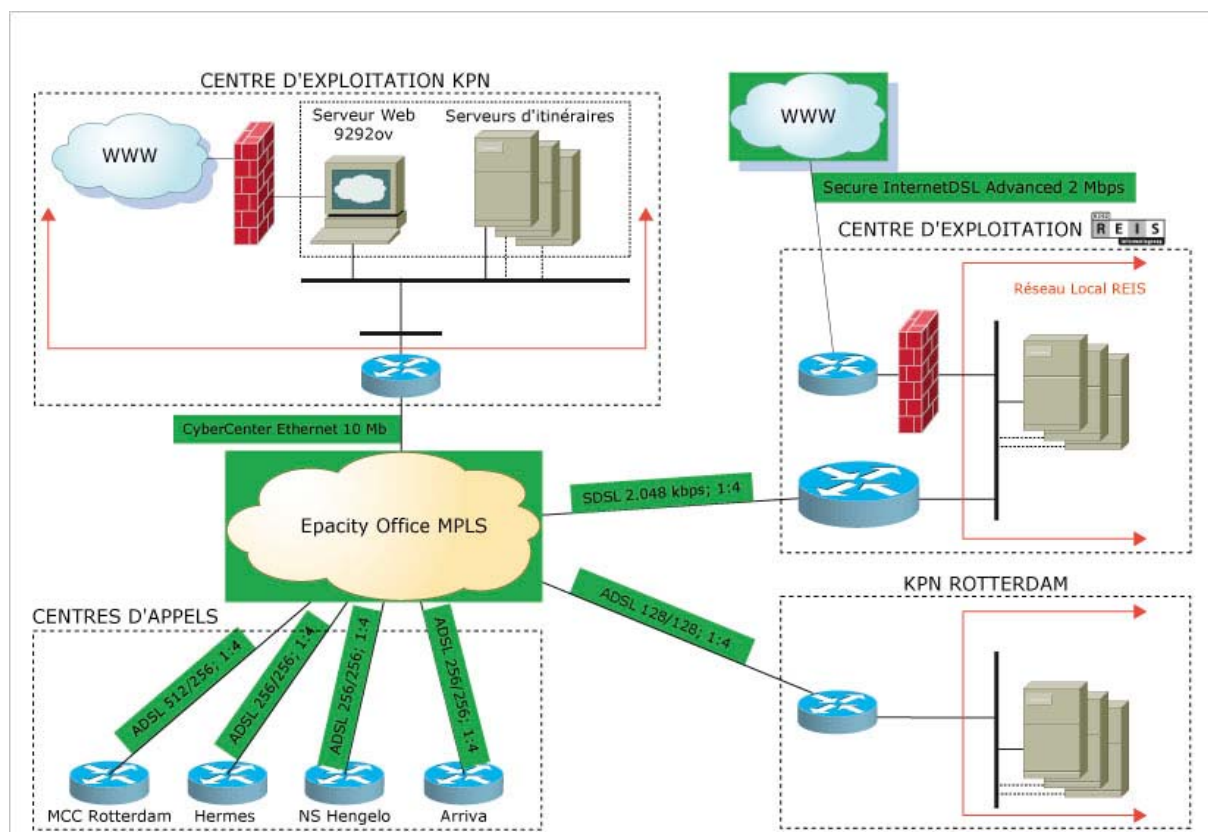 CENTRE D'EXPLOITATION KPN
WWW
Serveur Web
9292ov
Serveurs d'itinéraires
WWW
Secure InternetDSL Advanced 2 Mbps
CENTRE D'EXPLOITATION
REIS
Réseau Local REIS
CyberCenter Ethernet 10 Mb
Epacity Office MPLS
SDSL 2.048 kbps; 1:4
ADSL 128/128; 1:4
KPN ROTTERDAM
CENTRES D'APPELS
ADSL 512/256; 1:4
ADSL 256/256; 1:4
ADSL 256/256; 1:4
ADSL 256/256; 1:4
MCC Rotterdam
Hermes
NS Hengelo
Arriva